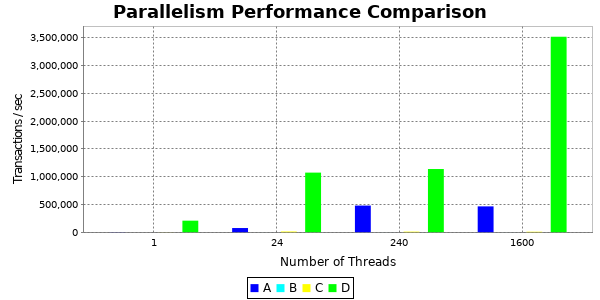 Parallelism Performance Comparison
Transactions / sec
3,500,000
3,000,000
2,500,000
2,000,000
1,500,000
1,000,000
500,000
0
1 24 240 1600
Number of Threads
A B C D